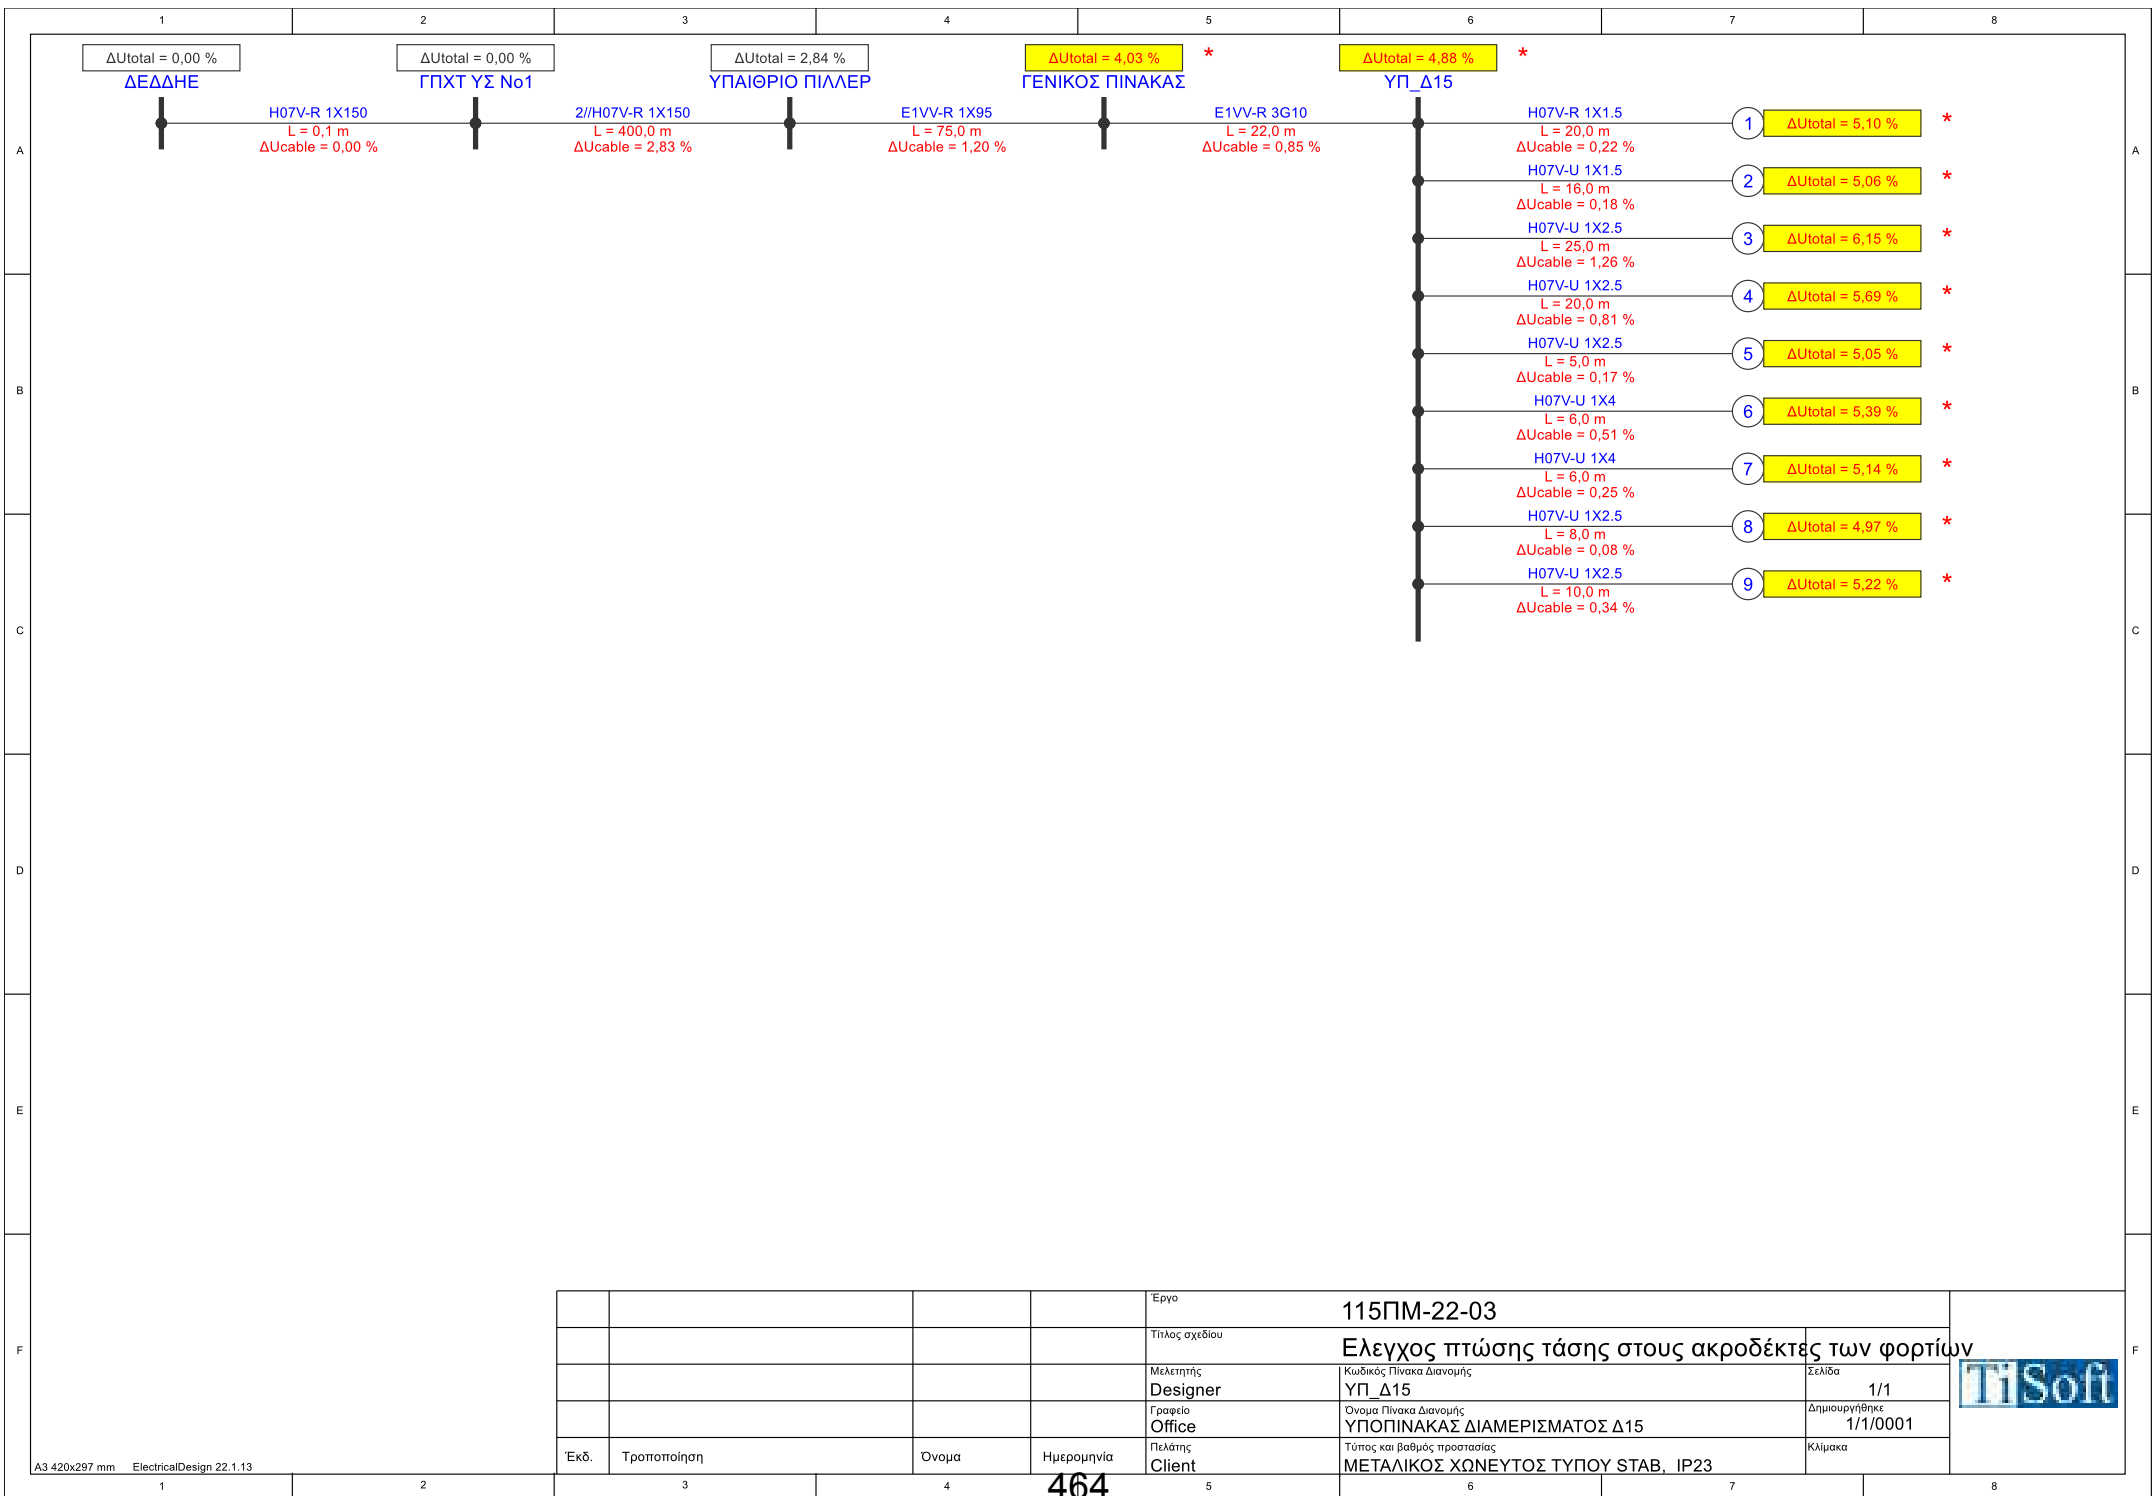 1 2 3 4 5 6 7 8
ΔUtotal = 0,00 % ΔUtotal = 0,00 % ΔUtotal = 2,84 % ΔUtotal = 4,03 % * ΔUtotal = 4,88 % *
ΔΕΔΔΗΕ ΓΠΧΤ ΥΣ Νο1 ΥΠΑΙΘΡΙΟ ΠΙΛΛΕΡ ΓΕΝΙΚΟΣ ΠΙΝΑΚΑΣ ΥΠ_Δ15
H07V-R 1X150 2//H07V-R 1X150 E1VV-R 1X95 E1VV-R 3G10 H07V-R 1X1.5
1 ΔUtotal = 5,10 % *
L = 0,1 m L = 400,0 m L = 75,0 m L = 22,0 m L = 20,0 m
ΔUcable = 0,00 % ΔUcable = 2,83 % ΔUcable = 1,20 % ΔUcable = 0,85 % ΔUcable = 0,22 %
A A
H07V-U 1X1.5
2 ΔUtotal = 5,06 % *
L = 16,0 m
ΔUcable = 0,18 %
H07V-U 1X2.5
3 ΔUtotal = 6,15 % *
L = 25,0 m
ΔUcable = 1,26 %
H07V-U 1X2.5
4 ΔUtotal = 5,69 % *
L = 20,0 m
ΔUcable = 0,81 %
H07V-U 1X2.5
5 ΔUtotal = 5,05 % *
L = 5,0 m
ΔUcable = 0,17 %
B B
H07V-U 1X4
6 ΔUtotal = 5,39 % *
L = 6,0 m
ΔUcable = 0,51 %
H07V-U 1X4
7 ΔUtotal = 5,14 % *
L = 6,0 m
ΔUcable = 0,25 %
H07V-U 1X2.5
8 ΔUtotal = 4,97 % *
L = 8,0 m
ΔUcable = 0,08 %
H07V-U 1X2.5
9 ΔUtotal = 5,22 % *
L = 10,0 m
ΔUcable = 0,34 %
C C
D D
E E
F F
Έργο
115ΠΜ-22-03
Τίτλος σχεδίου
Ελεγχος πτώσης τάσης στους ακροδέκτες των φορτίων
Μελετητής Κωδικός Πίνακα Διανομής Σελίδα
Designer ΥΠ_Δ15 1/1
TiSoft
Γραφείο Όνομα Πίνακα Διανομής Δημιουργήθηκε
Office ΥΠΟΠΙΝΑΚΑΣ ΔΙΑΜΕΡΙΣΜΑΤΟΣ Δ15 1/1/0001
Έκδ. Τροποποίηση Όνομα Ημερομηνία
Πελάτης Τύπος και βαθμός προστασίας Κλίμακα
Client ΜΕΤΑΛΙΚΟΣ ΧΩΝΕΥΤΟΣ ΤΥΠΟΥ STAB, IP23
A3 420x297 mm ElectricalDesign 22.1.13
464
1 2 3 4 5 6 7 8